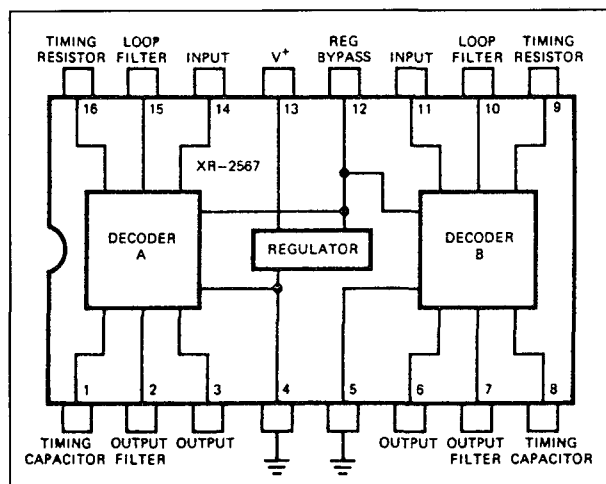 TIMING RESISTOR
LOOP FILTER
INPUT
V+
REG BYPASS
INPUT
LOOP FILTER
TIMING RESISTOR
16 15 14 13 12 11 10 9
XR-2567
DECODER A
REGULATOR
DECODER B
1 2 3 4 5 6 7 8
TIMING CAPACITOR
OUTPUT FILTER
OUTPUT
OUTPUT
OUTPUT FILTER
TIMING CAPACITOR